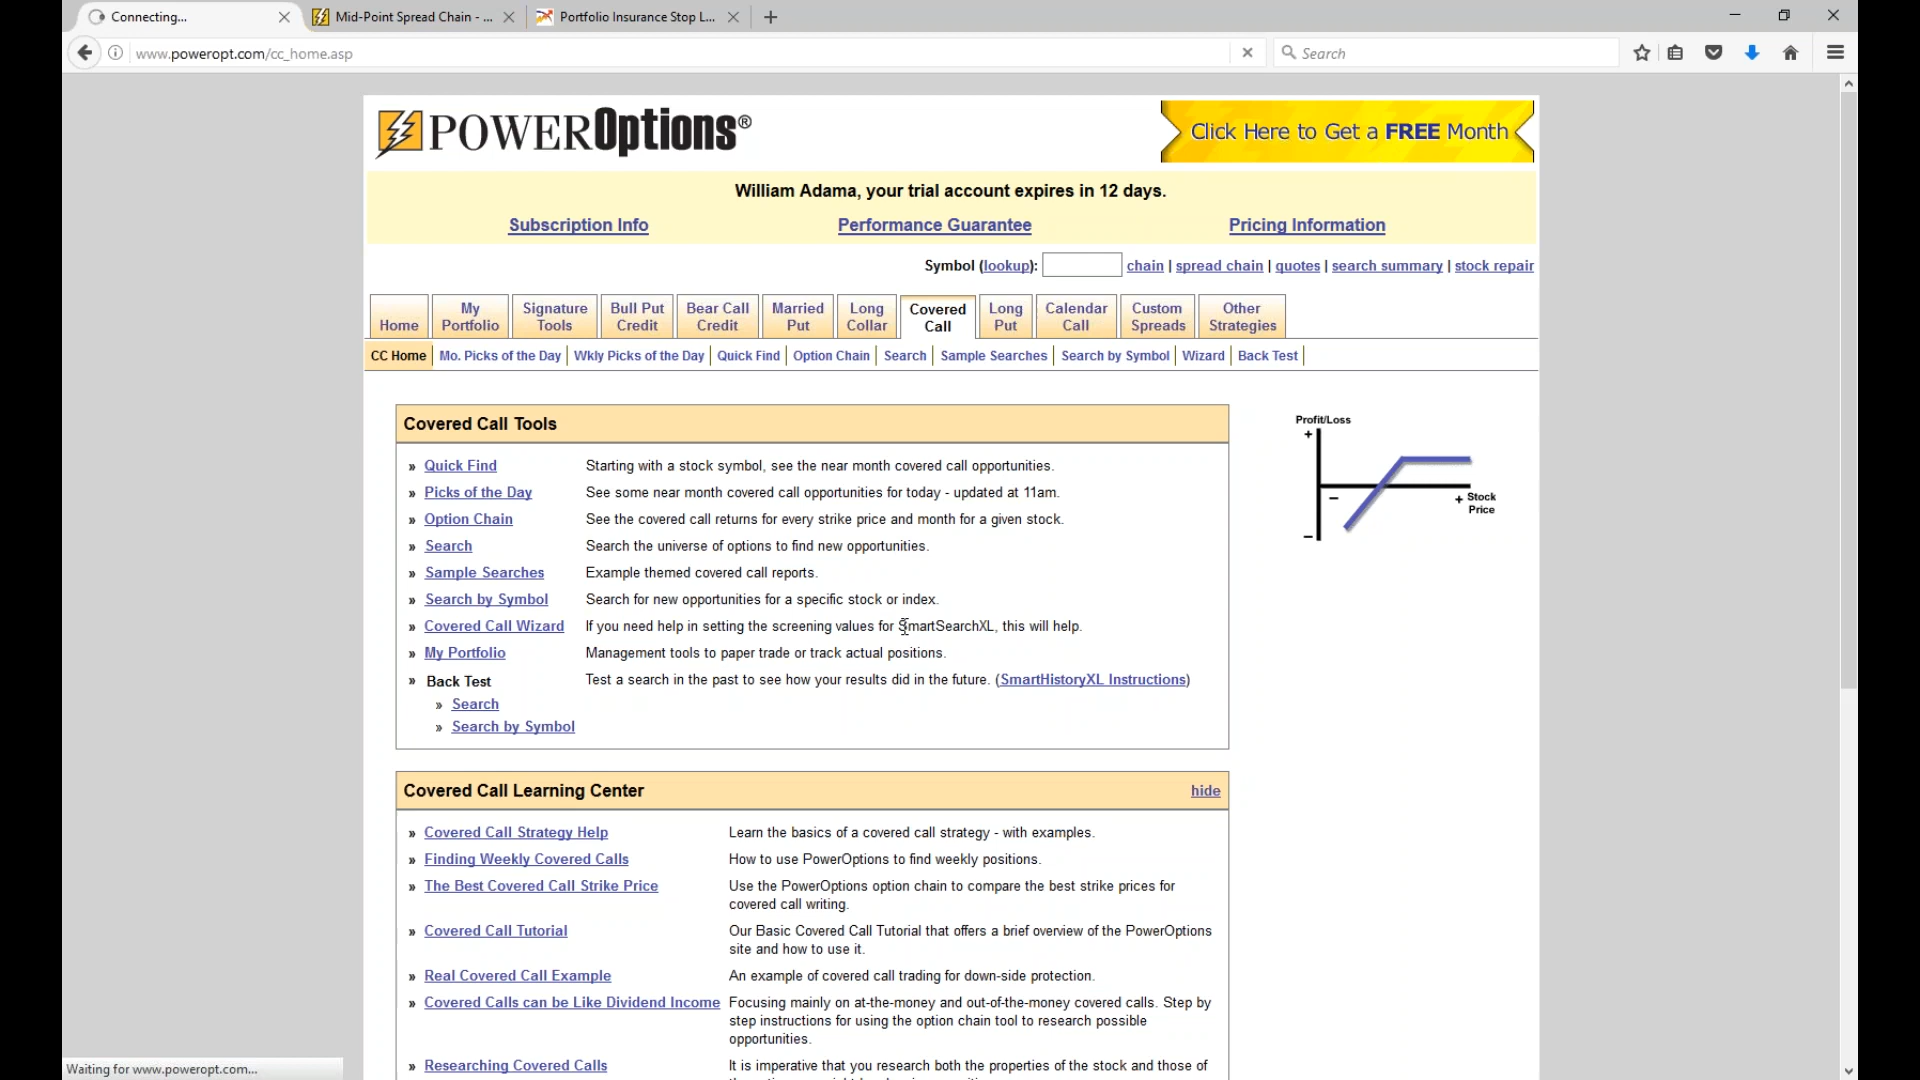 Connecting...
Mid-Point Spread Chain - ...
Portfolio Insurance Stop L...
www.poweropt.com/cc_home.asp
Search
POWEROptions®
Click Here to Get a FREE Month
William Adama, your trial account expires in 12 days.
Subscription Info Performance Guarantee Pricing Information
Symbol (lookup): chain | spread chain | quotes | search summary | stock repair
Home
My Portfolio
Signature Tools
Bull Put Credit
Bear Call Credit
Married Put
Long Collar
Covered Call
Long Put
Calendar Call
Custom Spreads
Other Strategies
CC Home Mo. Picks of the Day | Wkly Picks of the Day | Quick Find | Option Chain | Search | Sample Searches | Search by Symbol | Wizard | Back Test |
Covered Call Tools
» Quick Find Starting with a stock symbol, see the near month covered call opportunities.
» Picks of the Day See some near month covered call opportunities for today - updated at 11am.
» Option Chain See the covered call returns for every strike price and month for a given stock.
» Search Search the universe of options to find new opportunities.
» Sample Searches Example themed covered call reports.
» Search by Symbol Search for new opportunities for a specific stock or index.
» Covered Call Wizard If you need help in setting the screening values for SmartSearchXL, this will help.
» My Portfolio Management tools to paper trade or track actual positions.
» Back Test Test a search in the past to see how your results did in the future. (SmartHistoryXL Instructions)
» Search
» Search by Symbol
Profit/Loss
+
−
+ Stock
Price
−
Covered Call Learning Center hide
» Covered Call Strategy Help Learn the basics of a covered call strategy - with examples.
» Finding Weekly Covered Calls How to use PowerOptions to find weekly positions.
» The Best Covered Call Strike Price Use the PowerOptions option chain to compare the best strike prices for
covered call writing.
» Covered Call Tutorial Our Basic Covered Call Tutorial that offers a brief overview of the PowerOptions
site and how to use it.
» Real Covered Call Example An example of covered call trading for down-side protection.
» Covered Calls can be Like Dividend Income Focusing mainly on at-the-money and out-of-the-money covered calls. Step by
step instructions for using the option chain tool to research possible
opportunities.
» Researching Covered Calls It is imperative that you research both the properties of the stock and those of
Waiting for www.poweropt.com...